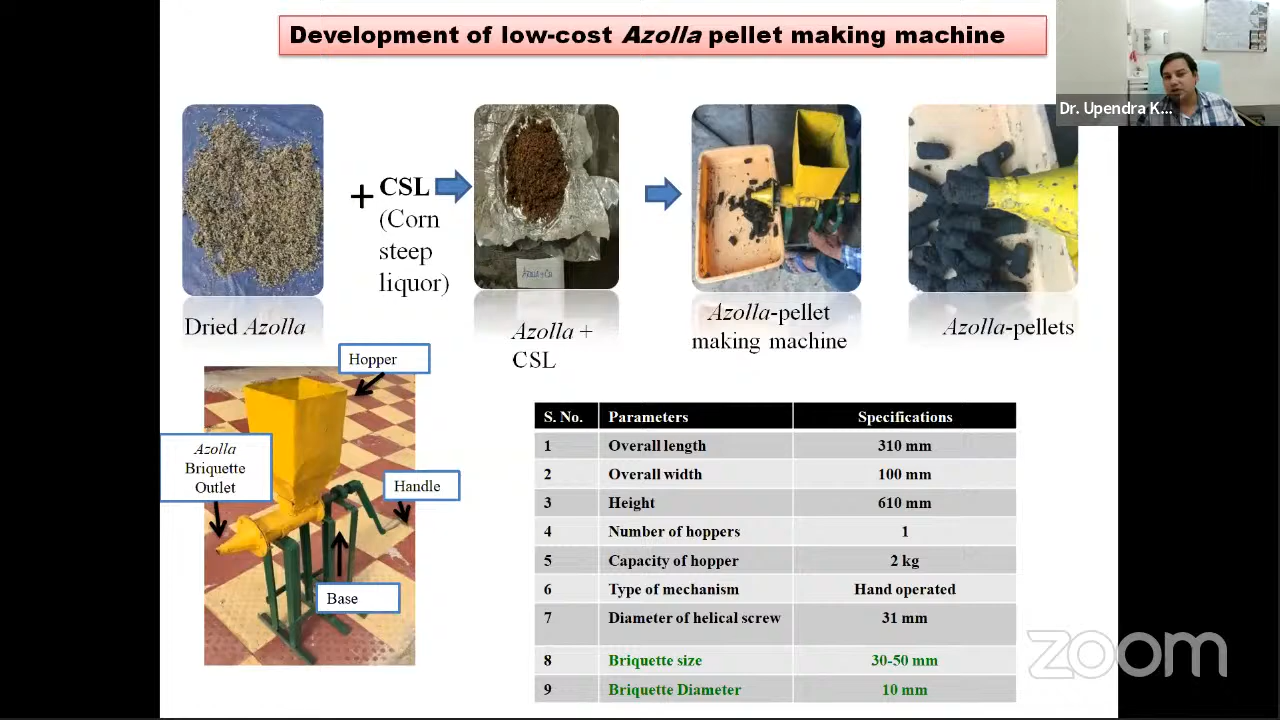 Development of low-cost Azolla pellet making machine
Dr. Upendra K...
+
CSL
(Corn
steep
liquor)
Dried Azolla
Azolla +
CSL
Azolla-pellet
making machine
Azolla-pellets
Hopper
Azolla
Briquette
Outlet
Handle
Base
S. No. Parameters Specifications
1 Overall length 310 mm
2 Overall width 100 mm
3 Height 610 mm
4 Number of hoppers 1
5 Capacity of hopper 2 kg
6 Type of mechanism Hand operated
7 Diameter of helical screw 31 mm
8 Briquette size 30-50 mm
9 Briquette Diameter 10 mm
zoom